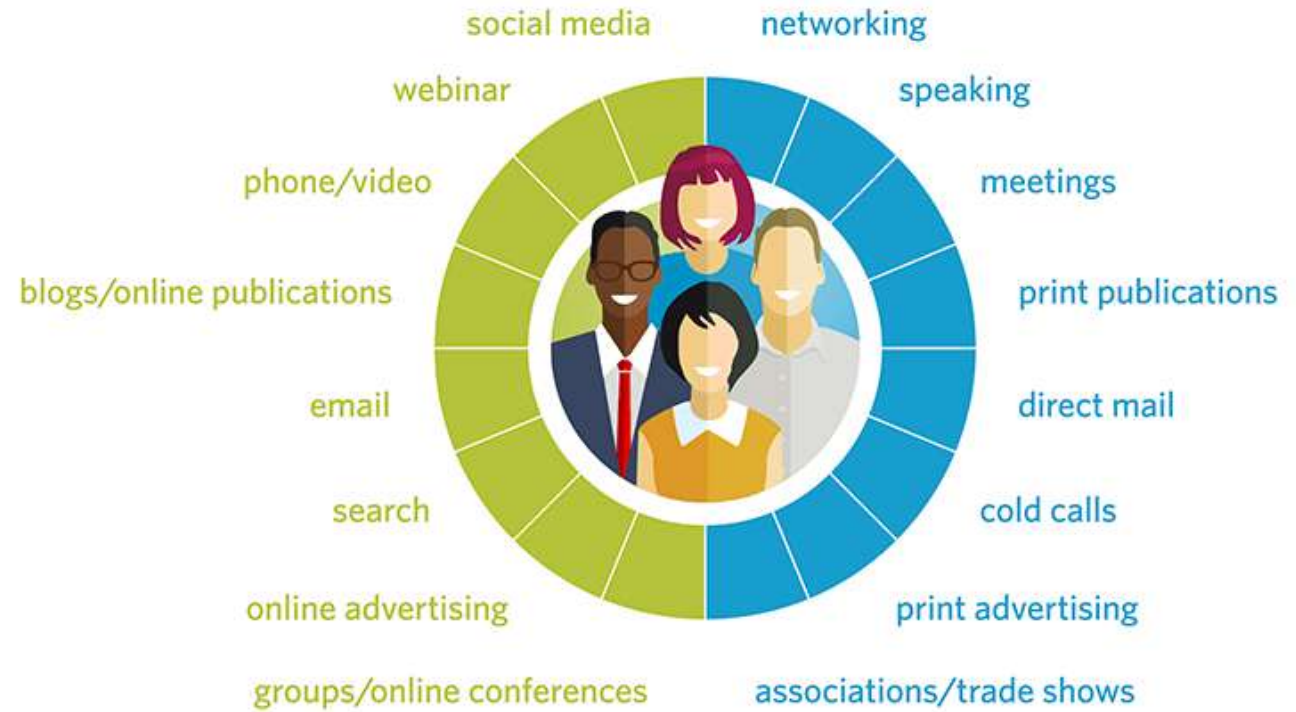 social media
networking
webinar
speaking
phone/video
meetings
blogs/online publications
print publications
email
direct mail
search
cold calls
online advertising
print advertising
groups/online conferences
associations/trade shows